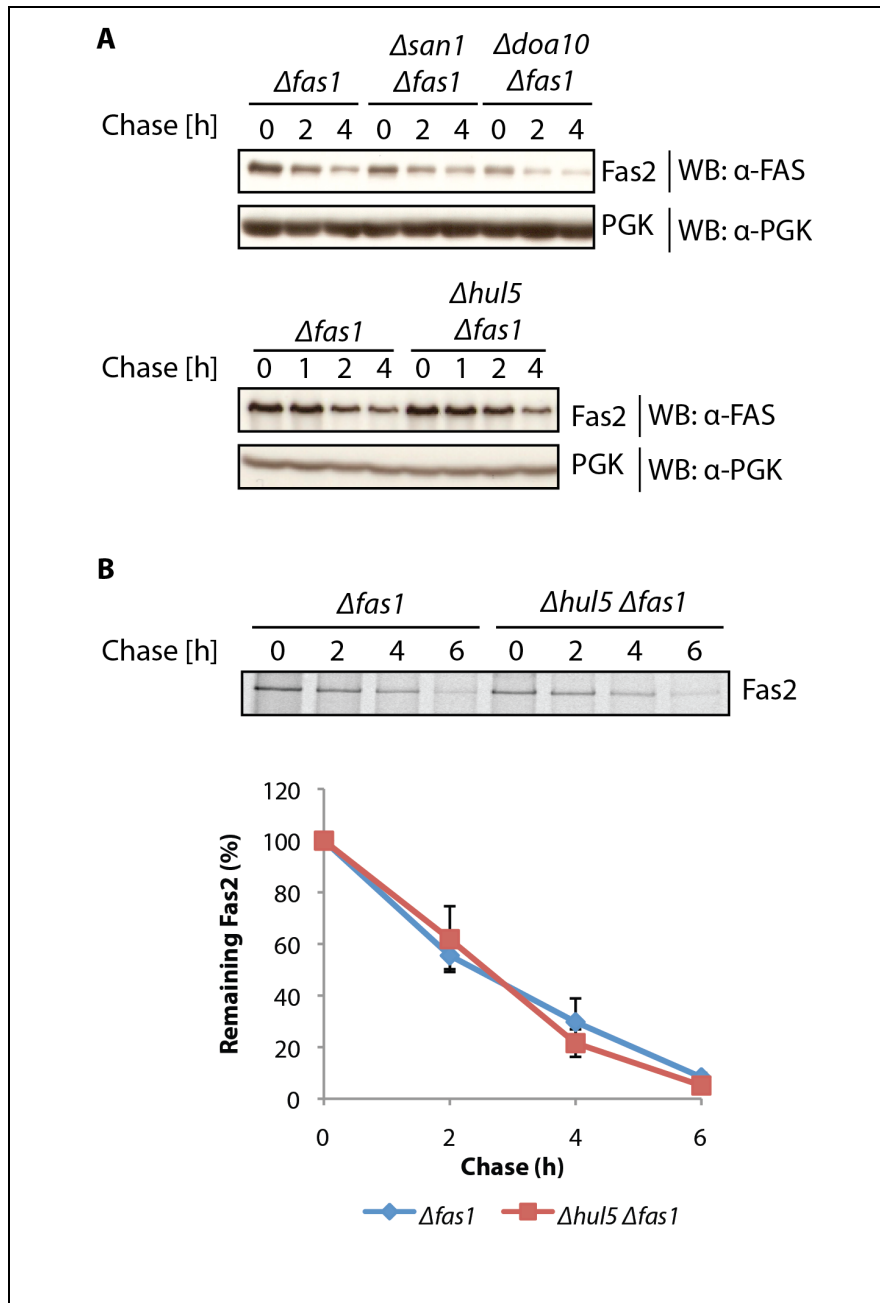 A
Δsan1 Δdoa10
Δfas1 Δfas1 Δfas1
Chase [h] 0 2 4 0 2 4 0 2 4
Fas2 WB: α-FAS
PGK WB: α-PGK
Δhul5
Δfas1 Δfas1
Chase [h] 0 1 2 4 0 1 2 4
Fas2 WB: α-FAS
PGK WB: α-PGK
B
Δfas1 Δhul5 Δfas1
Chase [h] 0 2 4 6 0 2 4 6
Fas2
Remaining Fas2 (%)
120
100
80
60
40
20
0
0 2 4 6
Chase (h)
Δfas1 Δhul5 Δfas1